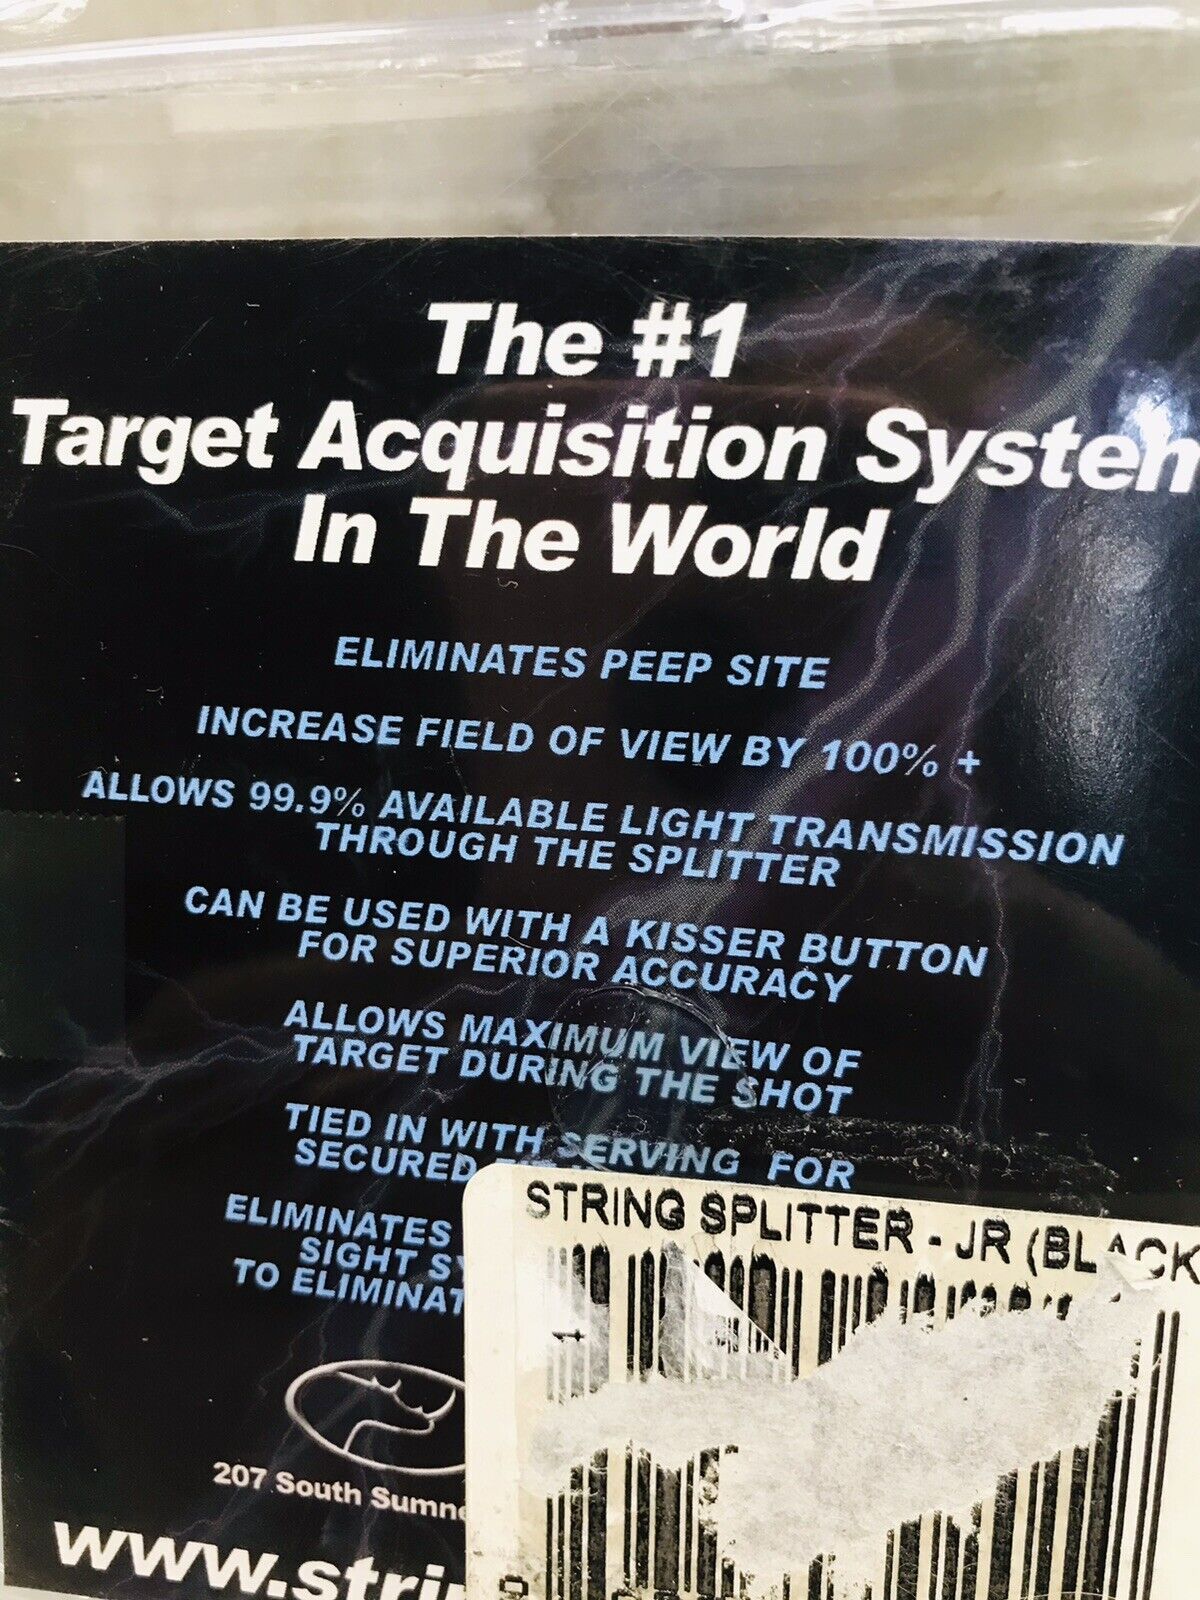 The #1
Target Acquisition System
In The World
ELIMINATES PEEP SITE
INCREASE FIELD OF VIEW BY 100% +
ALLOWS 99.9% AVAILABLE LIGHT TRANSMISSION
THROUGH THE SPLITTER
CAN BE USED WITH A KISSER BUTTON
FOR SUPERIOR ACCURACY
ALLOWS MAXIMUM VIEW OF
TARGET DURING THE SHOT
TIED IN WITH SERVING FOR
SECURED
ELIMINATES
SIGHT
TO
STRING SPLITTER - JR (BLACK
1
207 South
www.stri